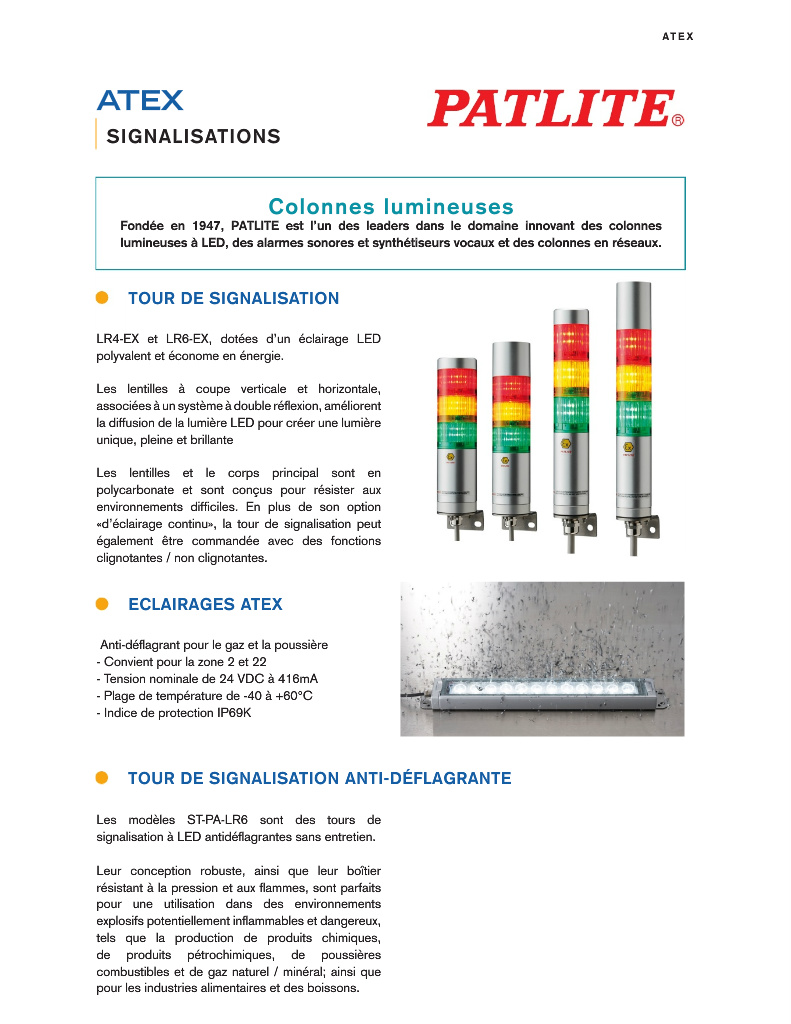 ATEX
ATEX
SIGNALISATIONS
PATLITE®
Colonnes lumineuses
Fondée en 1947, PATLITE est l'un des leaders dans le domaine innovant des colonnes
lumineuses à LED, des alarmes sonores et synthétiseurs vocaux et des colonnes en réseaux.
TOUR DE SIGNALISATION
LR4-EX et LR6-EX, dotées d'un éclairage LED
polyvalent et économe en énergie.
Les lentilles à coupe verticale et horizontale,
associées à un système à double réflexion, améliorent
la diffusion de la lumière LED pour créer une lumière
unique, pleine et brillante
Les lentilles et le corps principal sont en
polycarbonate et sont conçus pour résister aux
environnements difficiles. En plus de son option
«d'éclairage continu», la tour de signalisation peut
également être commandée avec des fonctions
clignotantes / non clignotantes.
ECLAIRAGES ATEX
Anti-déflagrant pour le gaz et la poussière
- Convient pour la zone 2 et 22
- Tension nominale de 24 VDC à 416mA
- Plage de température de -40 à +60°C
- Indice de protection IP69K
TOUR DE SIGNALISATION ANTI-DÉFLAGRANTE
Les modèles ST-PA-LR6 sont des tours de
signalisation à LED antidéflagrantes sans entretien.
Leur conception robuste, ainsi que leur boîtier
résistant à la pression et aux flammes, sont parfaits
pour une utilisation dans des environnements
explosifs potentiellement inflammables et dangereux,
tels que la production de produits chimiques,
de produits pétrochimiques, de poussières
combustibles et de gaz naturel / minéral; ainsi que
pour les industries alimentaires et des boissons.